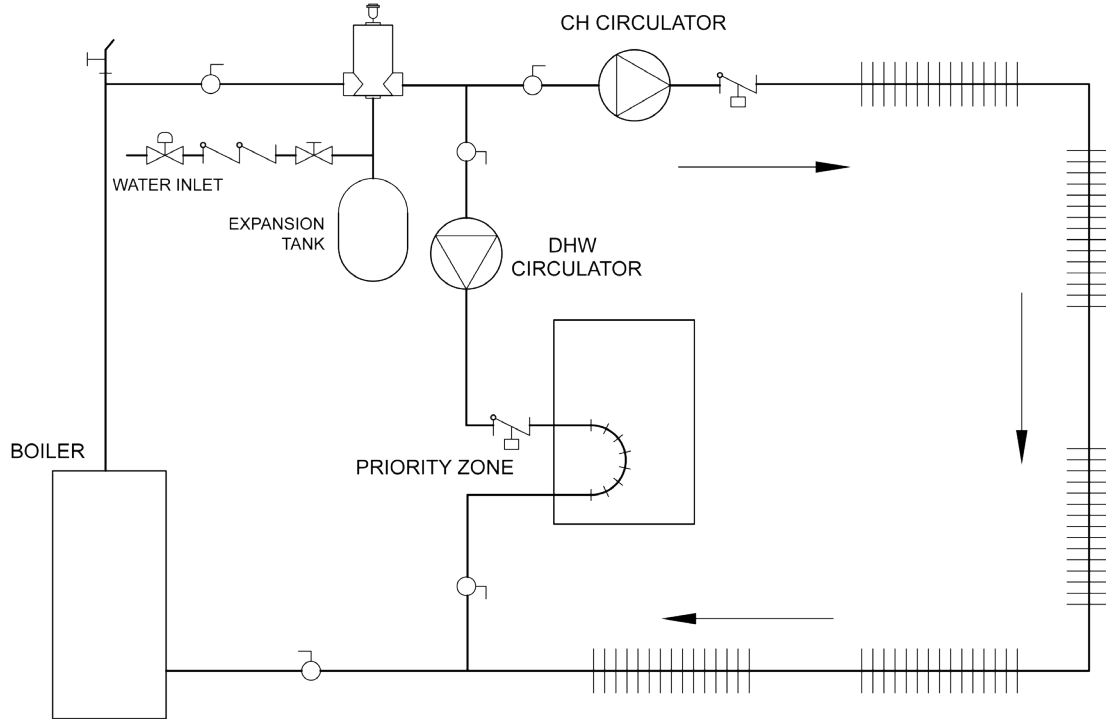 CH CIRCULATOR
WATER INLET
EXPANSION
TANK
DHW
CIRCULATOR
BOILER
PRIORITY ZONE